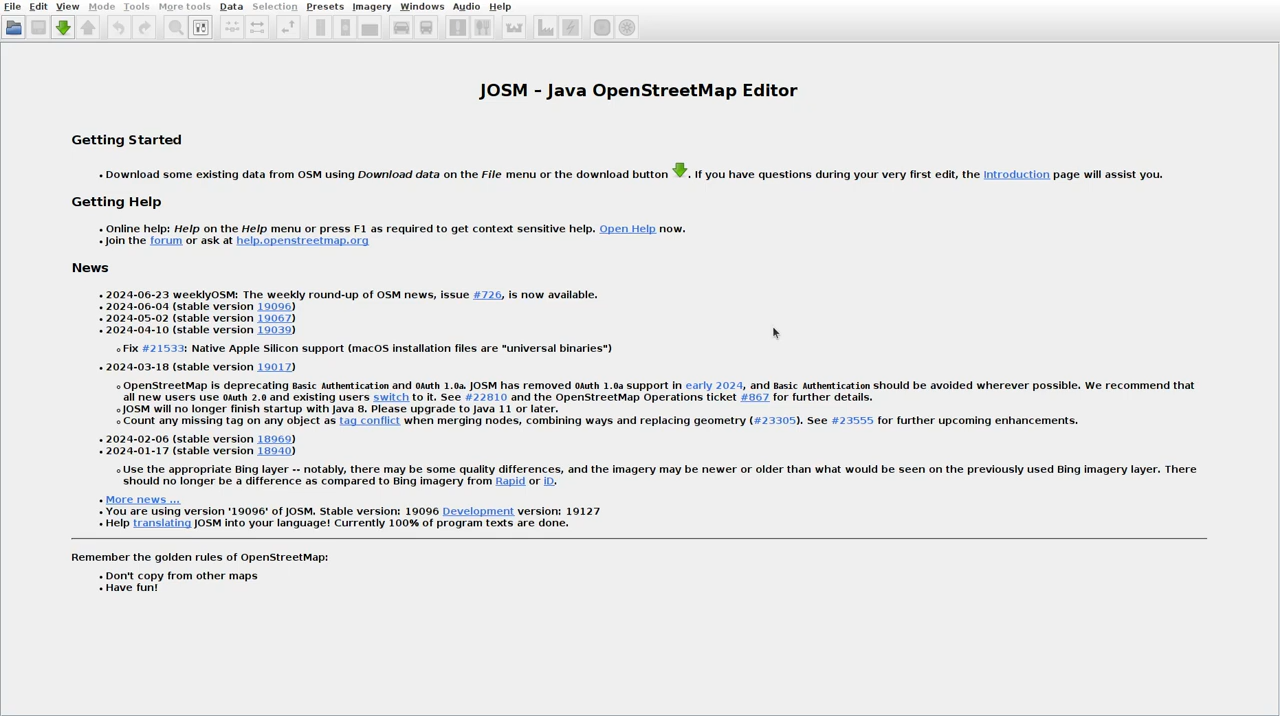 File Edit View Mode Tools More tools Data Selection Presets Imagery Windows Audio Help
JOSM – Java OpenStreetMap Editor
Getting Started
• Download some existing data from OSM using Download data on the File menu or the download button . If you have questions during your very first edit, the Introduction page will assist you.
Getting Help
• Online help: Help on the Help menu or press F1 as required to get context sensitive help. Open Help now.
• Join the forum or ask at help.openstreetmap.org
News
• 2024-06-23 weeklyOSM: The weekly round-up of OSM news, issue #726, is now available.
• 2024-06-04 (stable version 19096)
• 2024-05-02 (stable version 19067)
• 2024-04-10 (stable version 19039)
◦ Fix #21533: Native Apple Silicon support (macOS installation files are "universal binaries")
• 2024-03-18 (stable version 19017)
◦ OpenStreetMap is deprecating Basic Authentication and OAuth 1.0a. JOSM has removed OAuth 1.0a support in early 2024, and Basic Authentication should be avoided wherever possible. We recommend that
all new users use OAuth 2.0 and existing users switch to it. See #22810 and the OpenStreetMap Operations ticket #867 for further details.
◦ JOSM will no longer finish startup with Java 8. Please upgrade to Java 11 or later.
◦ Count any missing tag on any object as tag conflict when merging nodes, combining ways and replacing geometry (#23305). See #23555 for further upcoming enhancements.
• 2024-02-06 (stable version 18969)
• 2024-01-17 (stable version 18940)
◦ Use the appropriate Bing layer -- notably, there may be some quality differences, and the imagery may be newer or older than what would be seen on the previously used Bing imagery layer. There
should no longer be a difference as compared to Bing imagery from Rapid or iD.
• More news ...
• You are using version '19096' of JOSM. Stable version: 19096 Development version: 19127
• Help translating JOSM into your language! Currently 100% of program texts are done.
Remember the golden rules of OpenStreetMap:
• Don't copy from other maps
• Have fun!